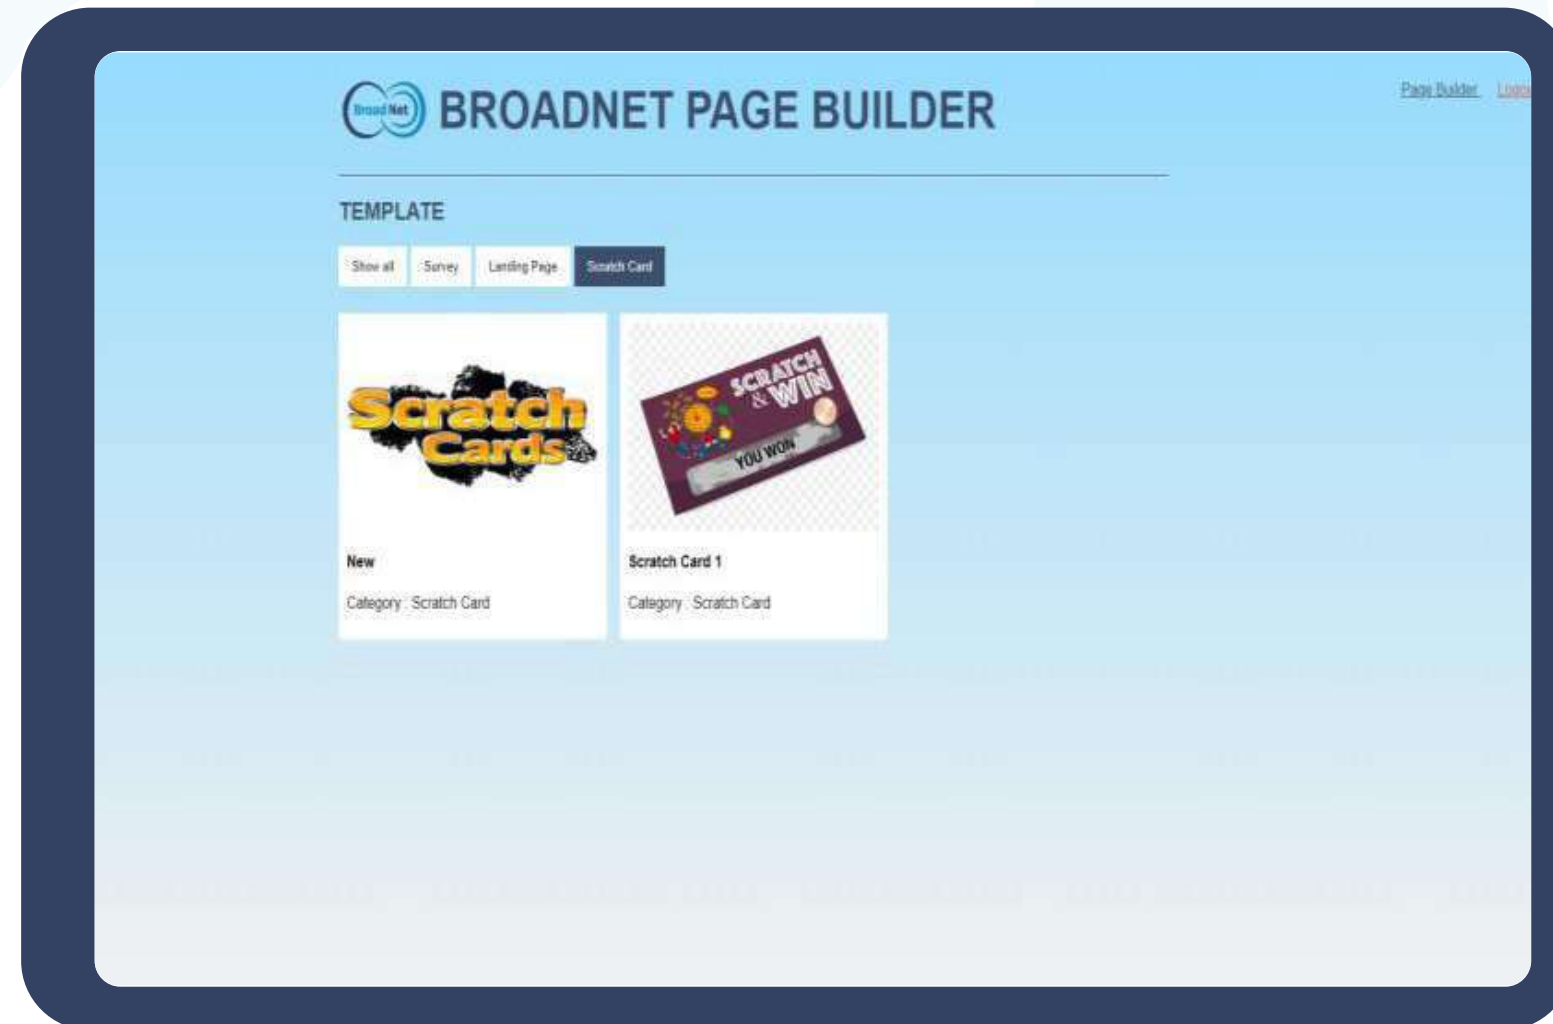 Broad Net
BROADNET PAGE BUILDER
Page Builder Logou
TEMPLATE
Show all Survey Landing Page Scratch Card
Scratch
Cards
SCRATCH
& WIN
YOU WON
New
Category : Scratch Card
Scratch Card 1
Category : Scratch Card